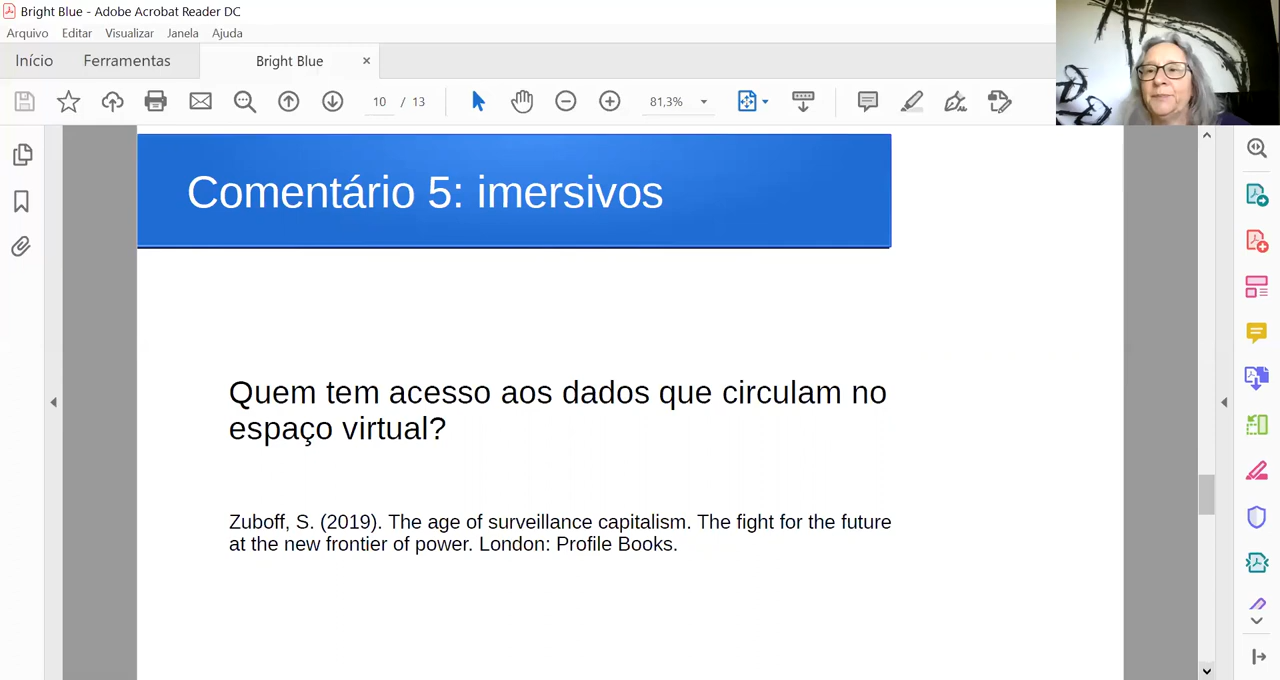 Bright Blue - Adobe Acrobat Reader DC
Arquivo Editar Visualizar Janela Ajuda
Início Ferramentas Bright Blue ×
10 / 13 81,3%
Comentário 5: imersivos
Quem tem acesso aos dados que circulam no
espaço virtual?
Zuboff, S. (2019). The age of surveillance capitalism. The fight for the future
at the new frontier of power. London: Profile Books.